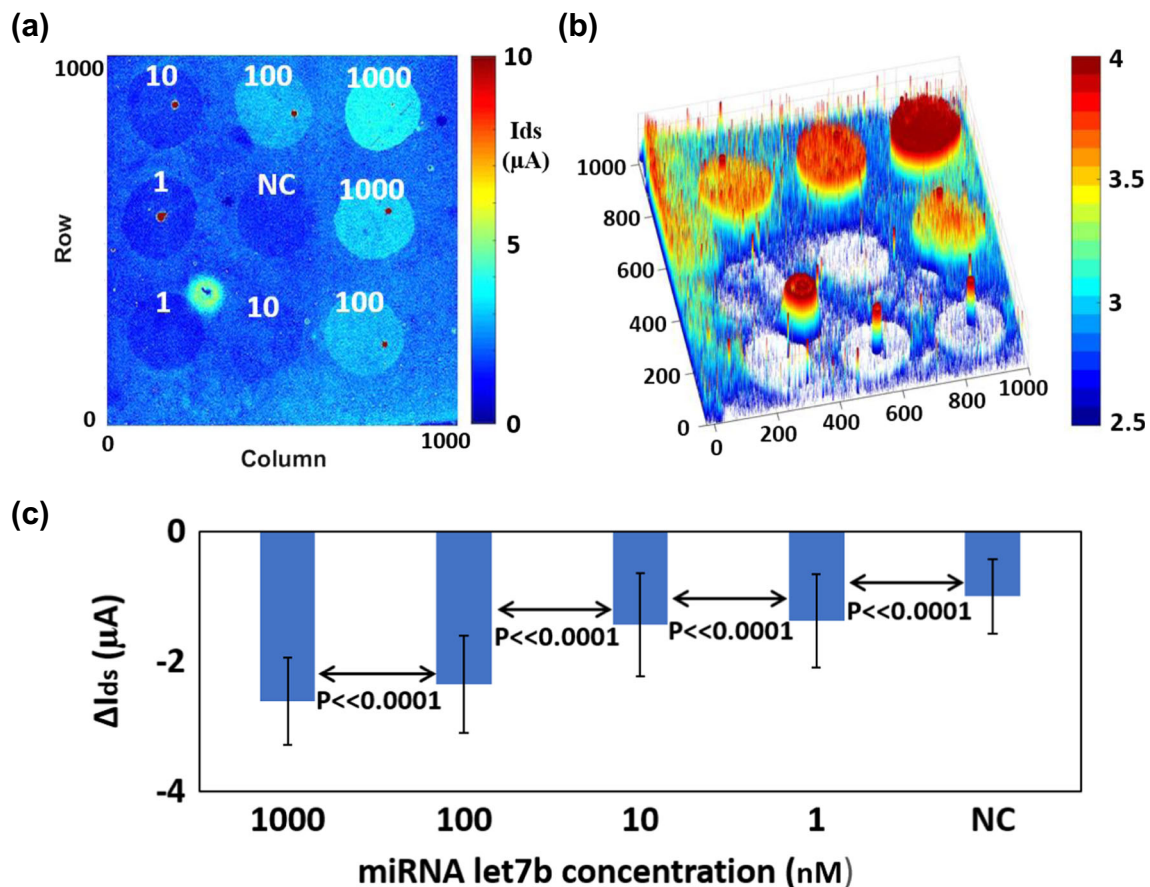 (a)
1000
Row
0
0
1000
Column
10
100
1000
1
NC
1000
1
10
100
10
Ids
(µA)
5
0
(b)
1000
800
600
400
200
0
0
200
400
600
800
1000
4
3.5
3
2.5
(c)
0
-2
-4
ΔIds (µA)
P<<0.0001
P<<0.0001
P<<0.0001
P<<0.0001
1000 100 10 1 NC
miRNA let7b concentration (nM)